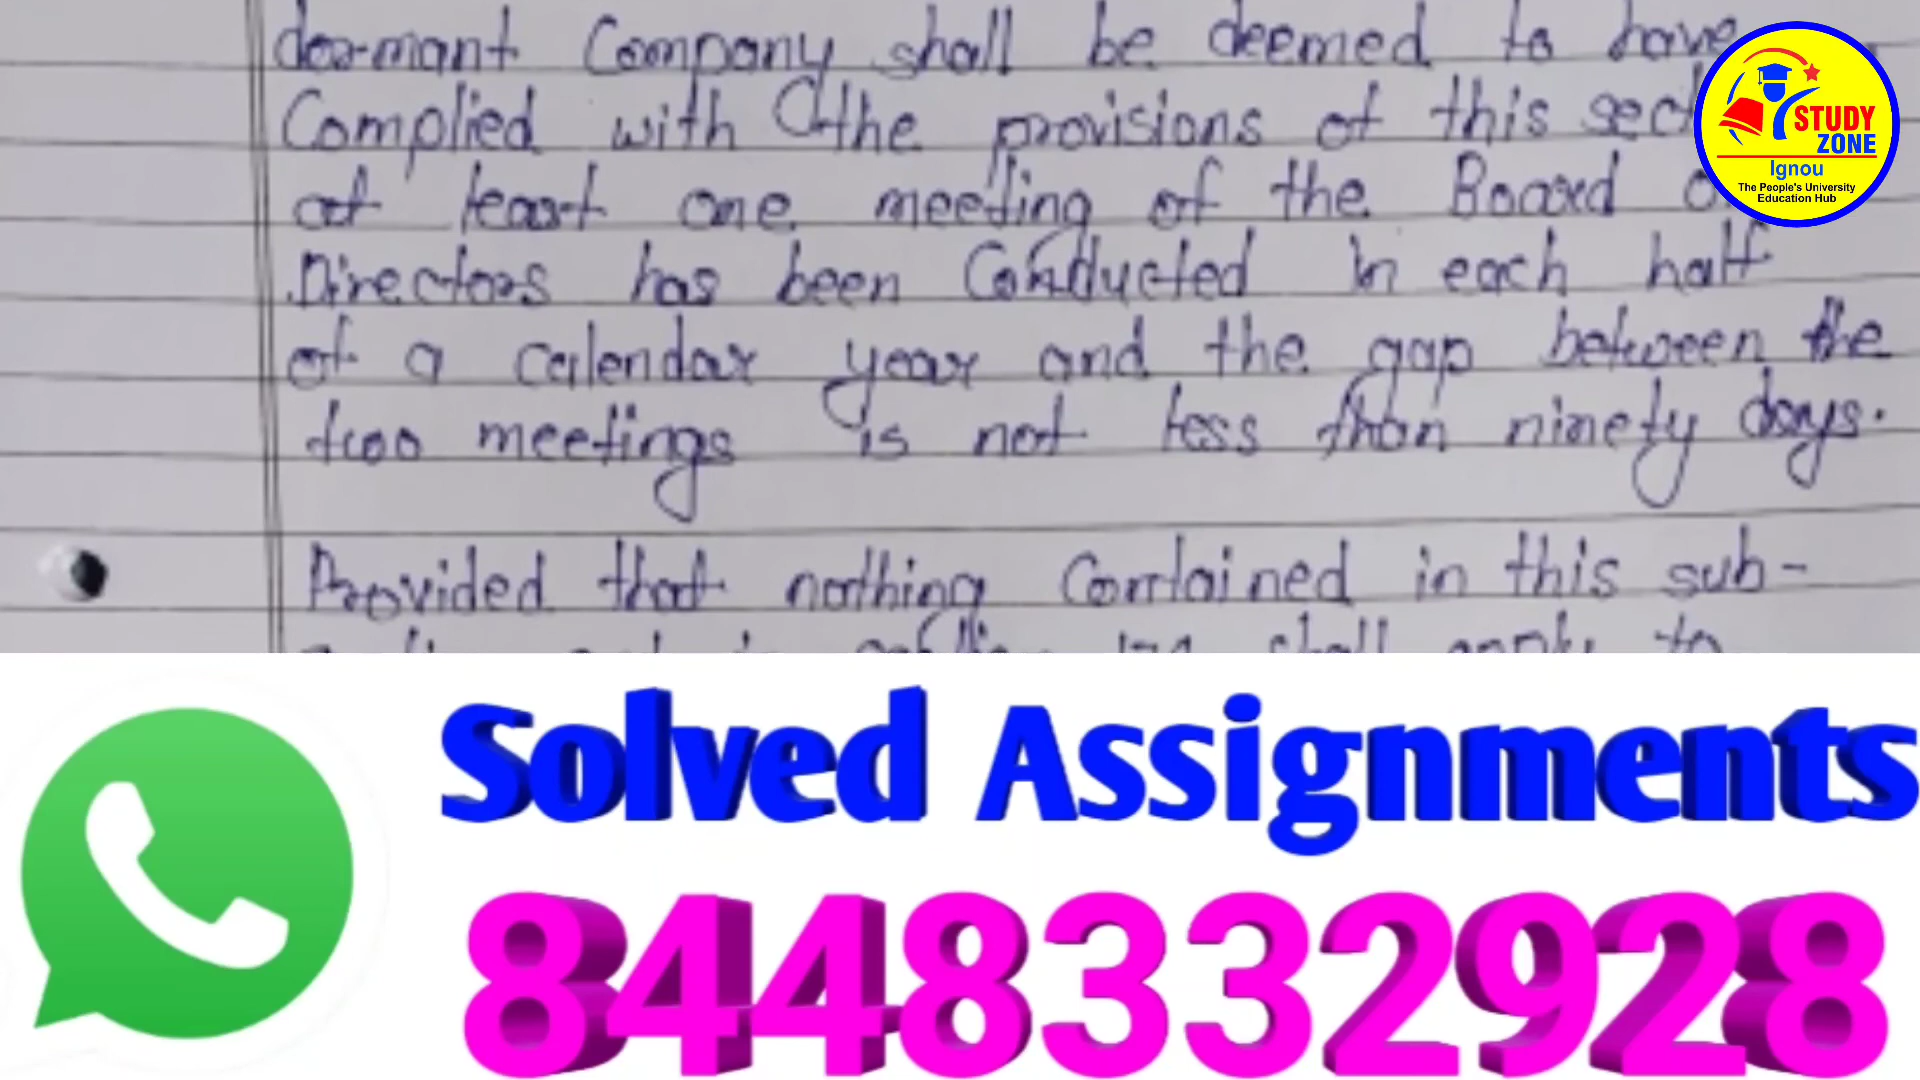 dormant Company shall be deemed to have
Complied with the provisions of this
at least one meeting of the Board
Directors has been Conducted in each half
of a calendar year and the gap between the
two meetings is not less than ninety days.
Provided that nothing Contained in this sub-
shall apply to
STUDY
ZONE
Ignou
The People's University
Education Hub
Solved Assignments
8448332928